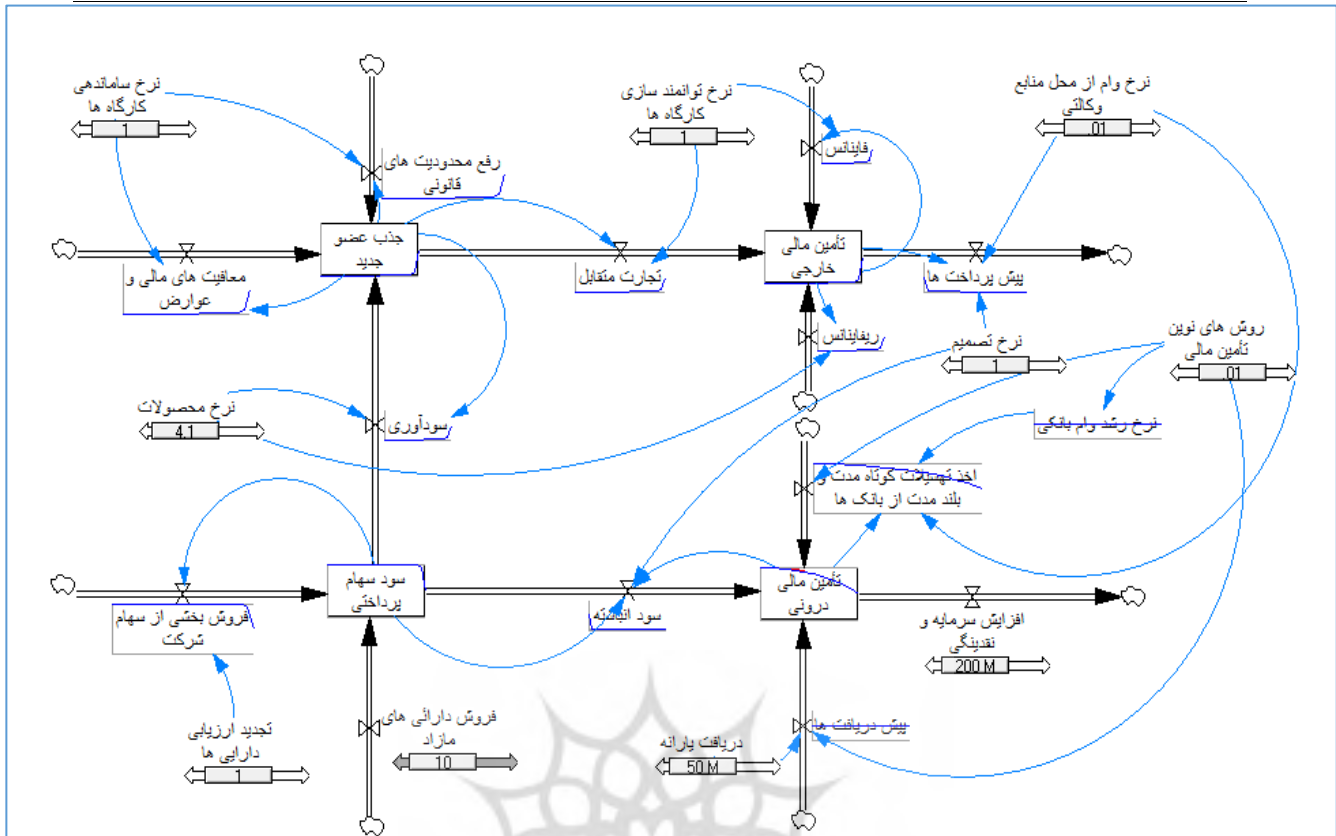 نرخ ساماندهی
کارگاه ها
1
نرخ توانمند سازی
کارگاه ها
1
نرخ وام از محل منابع
وکالتی
.01
رفع محدودیت های
قانونی
فاینانس
جذب عضو
جدید
معافیت های مالی و
عوارض
تجارت متقابل
تأمین مالی
خارجی
پیش پرداخت ها
ریفاینانس
نرخ تصمیم
1
روش های نوین
تأمین مالی
.01
نرخ محصولات
4.1
سودآوری
نرخ رشد وام بانکی
اخذ تهسیلات کوتاه مدت و
بلند مدت از بانک ها
سود سهام
پرداختی
فروش بخشی از سهام
شرکت
سود انباشته
تأمین مالی
درونی
افزایش سرمایه و
نقدینگی
200 M
تجدید ارزیابی
دارایی ها
1
فروش دارائی های
مازاد
10
دریافت یارانه
50 M
پیش دریافت ها